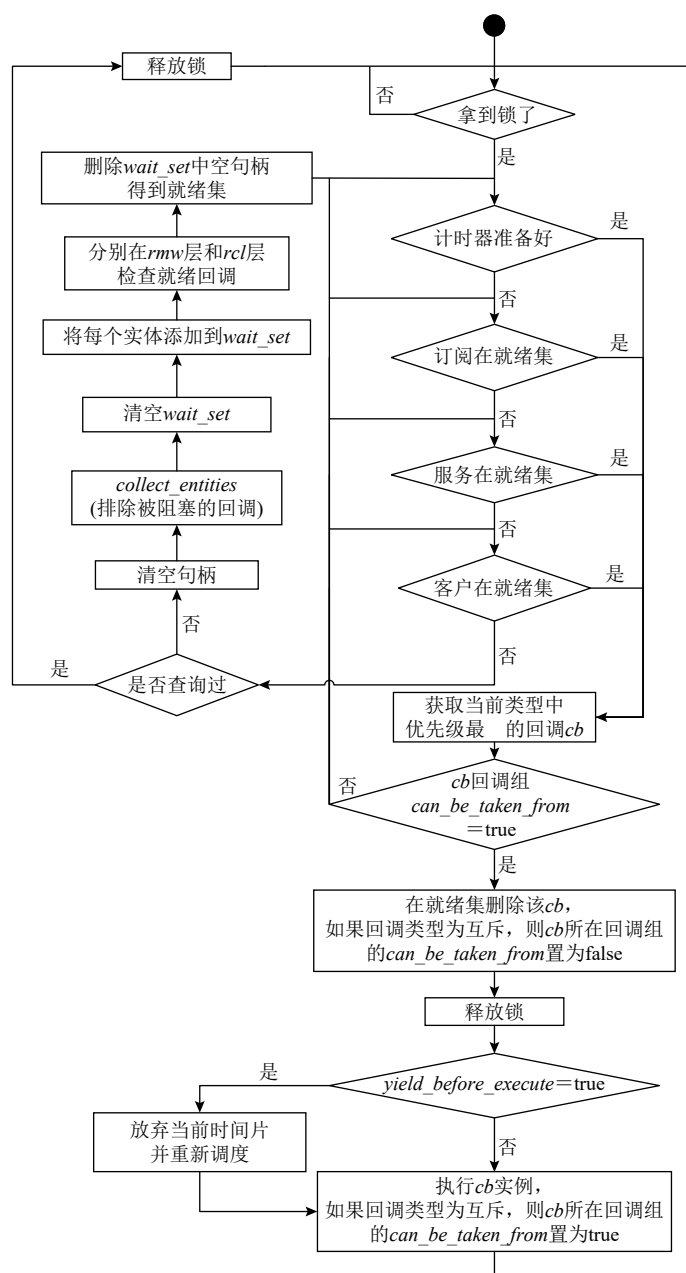 释放锁
否
拿到锁了
是
删除wait_set中空句柄
得到就绪集
计时器准备好
是
分别在rmw层和rcl层
检查就绪回调
否
将每个实体添加到wait_set
订阅在就绪集
是
清空wait_set
否
服务在就绪集
是
collect_entities
(排除被阻塞的回调)
否
清空句柄
客户在就绪集
是
否
否
是
是否查询过
获取当前类型中
优先级最 的回调cb
否
cb回调组
can_be_taken_from
=true
是
在就绪集删除该cb,
如果回调类型为互斥，则cb所在回调组
的can_be_taken_from置为false
释放锁
是
yield_before_execute=true
放弃当前时间片
并重新调度
否
执行cb实例,
如果回调类型为互斥，则cb所在回调组
的can_be_taken_from置为true